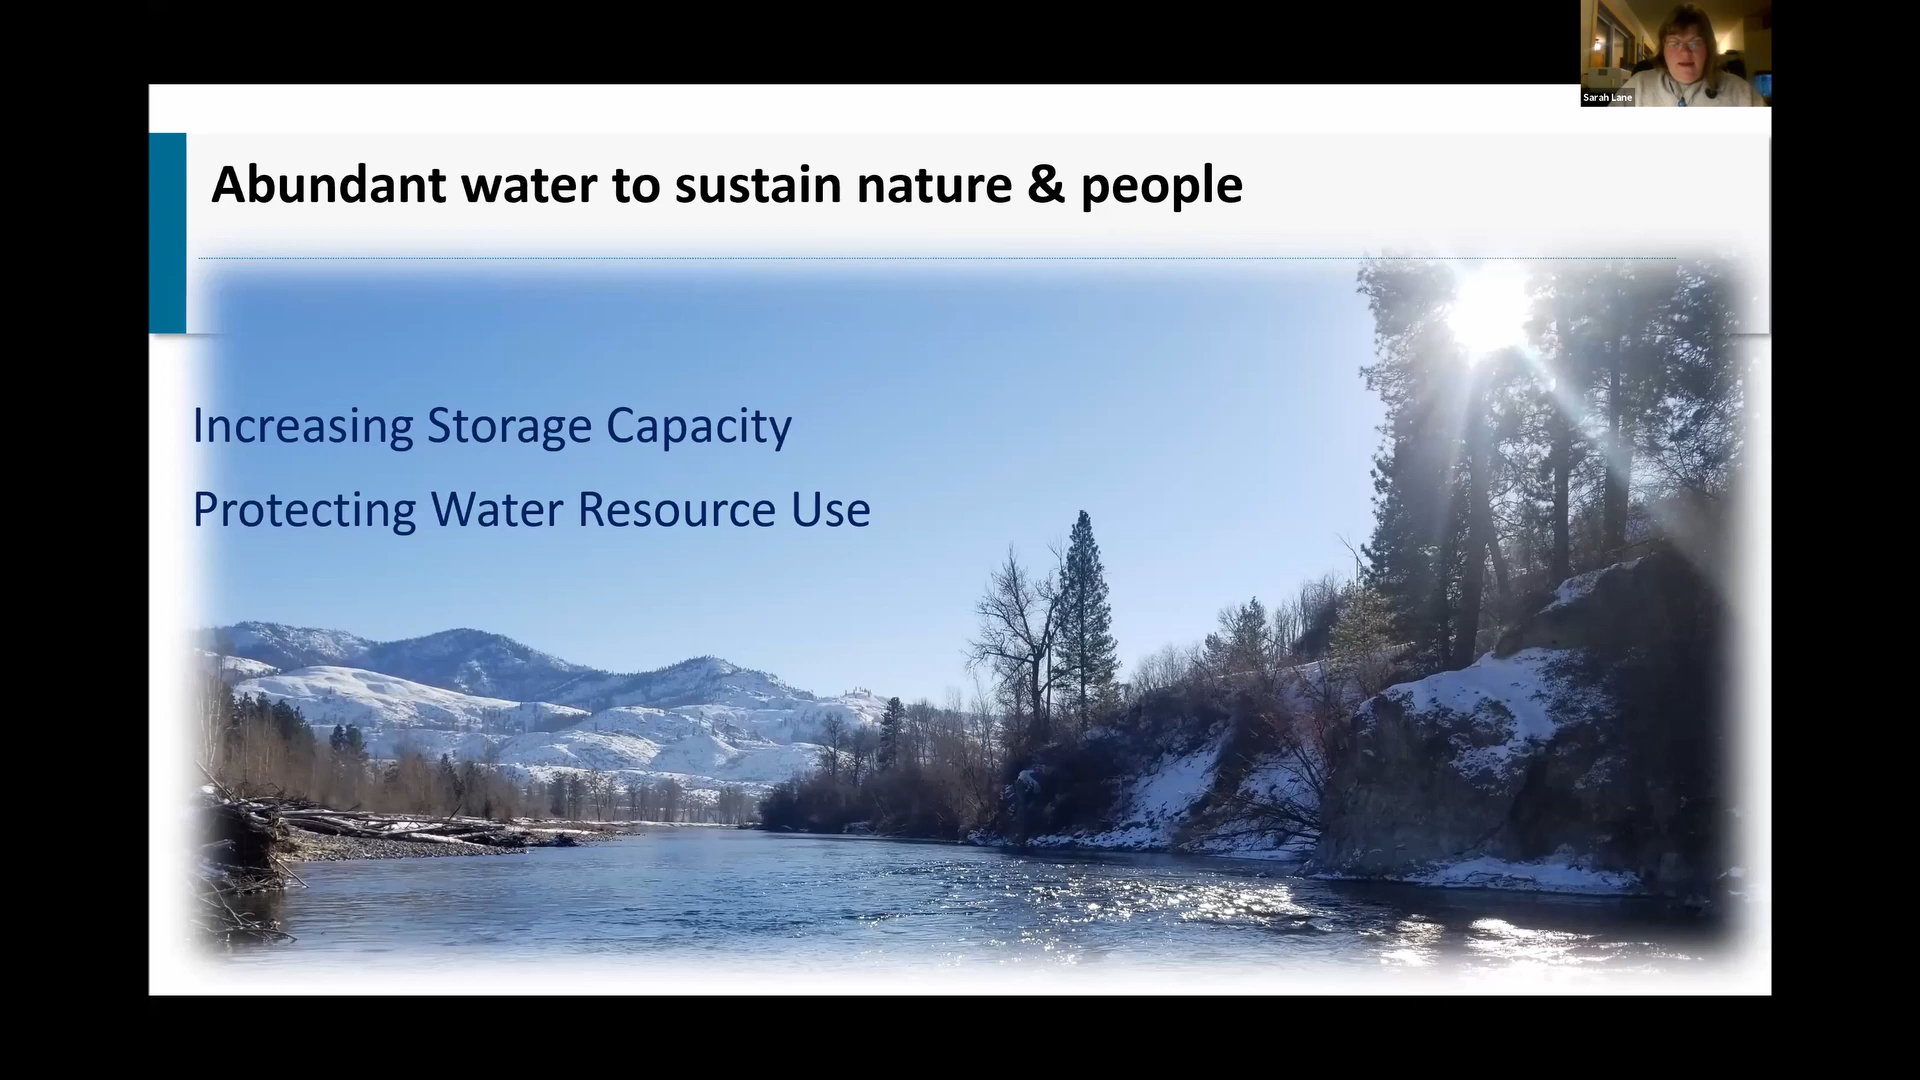 Sarah Lane
Abundant water to sustain nature & people
Increasing Storage Capacity
Protecting Water Resource Use